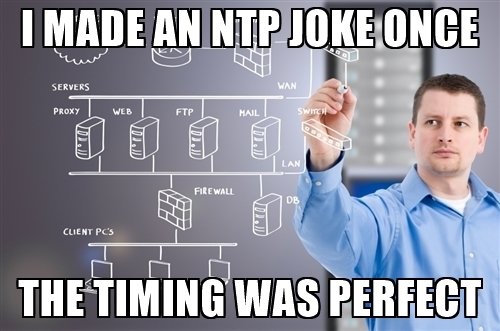 I MADE AN NTP JOKE ONCE
SERVERS
WAN
PROXY WEB FTP MAIL SWITCH
LAN
FIREWALL
DB
CLIENT PC'S
THE TIMING WAS PERFECT